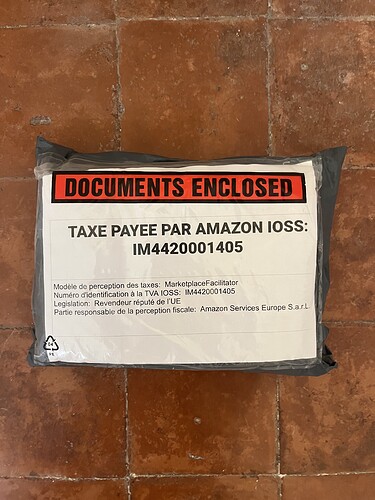 DOCUMENTS ENCLOSED
TAXE PAYEE PAR AMAZON IOSS:
IM4420001405
Modèle de perception des taxes: MarketplaceFacilitator
Numéro d'identification à la TVA IOSS: IM4420001405
Legislation: Revendeur réputé de l'UE
Partie responsable de la perception fiscale: Amazon Services Europe S.a.r.L
04